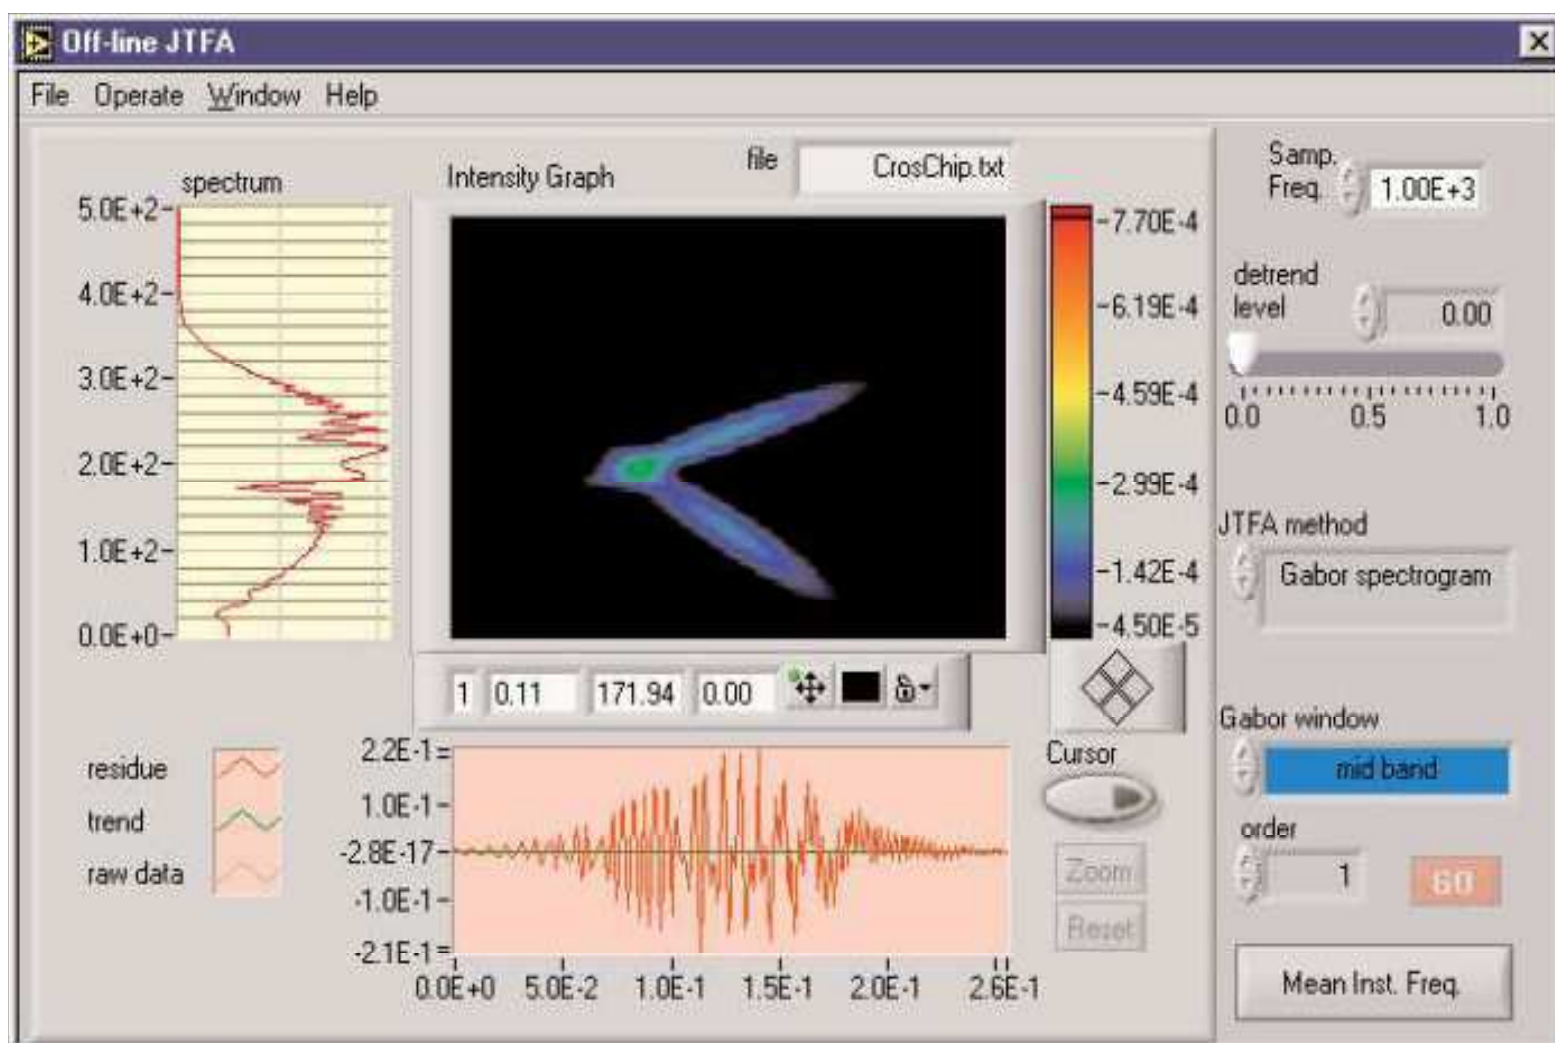 Off-line JTFA
File Operate Window Help
spectrum
5.0E+2
4.0E+2
3.0E+2
2.0E+2
1.0E+2
0.0E+0
Intensity Graph
file CrosChip.txt
7.70E-4
6.19E-4
4.59E-4
2.99E-4
1.42E-4
4.50E-5
1 0.11 171.94 0.00
residue
trend
raw data
2.2E-1
1.0E-1
-2.8E-17
-1.0E-1
-2.1E-1
0.0E+0 5.0E-2 1.0E-1 1.5E-1 2.0E-1 2.6E-1
Cursor
Zoom
Reset
Samp.
Freq. 1.00E+3
detrend
level 0.00
0.0 0.5 1.0
JTFA method
Gabor spectrogram
Gabor window
mid band
order
1 GO
Mean Inst. Freq.